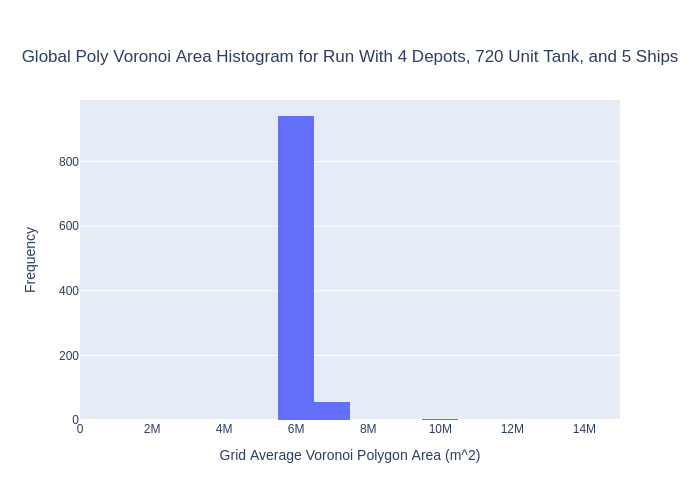 Global Poly Voronoi Area Histogram for Run With 4 Depots, 720 Unit Tank, and 5 Ships
800
600
400
200
0
Frequency
0 2M 4M 6M 8M 10M 12M 14M
Grid Average Voronoi Polygon Area (m^2)